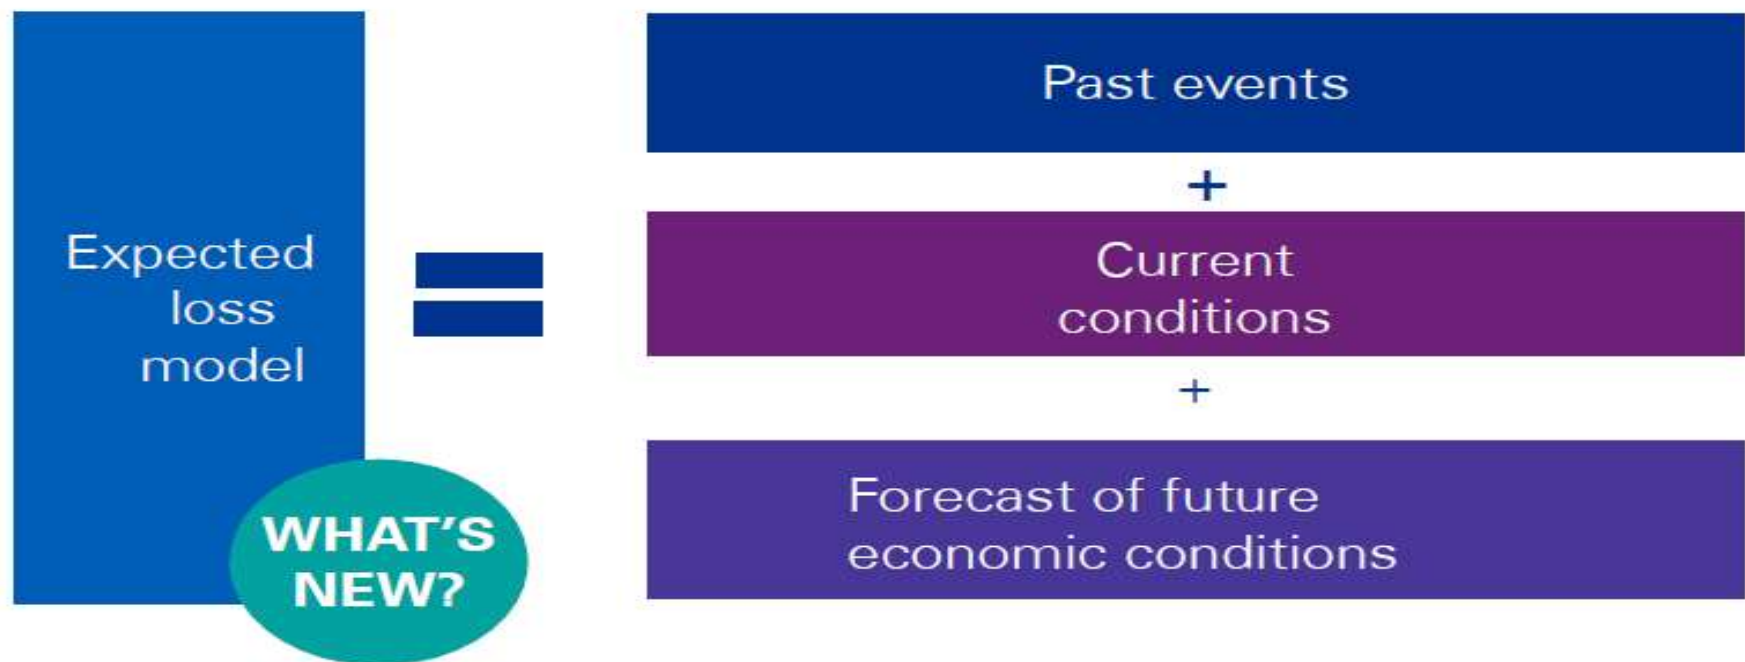 Expected
loss
model
WHAT'S
NEW?
=
Past events
+
Current
conditions
+
Forecast of future
economic conditions